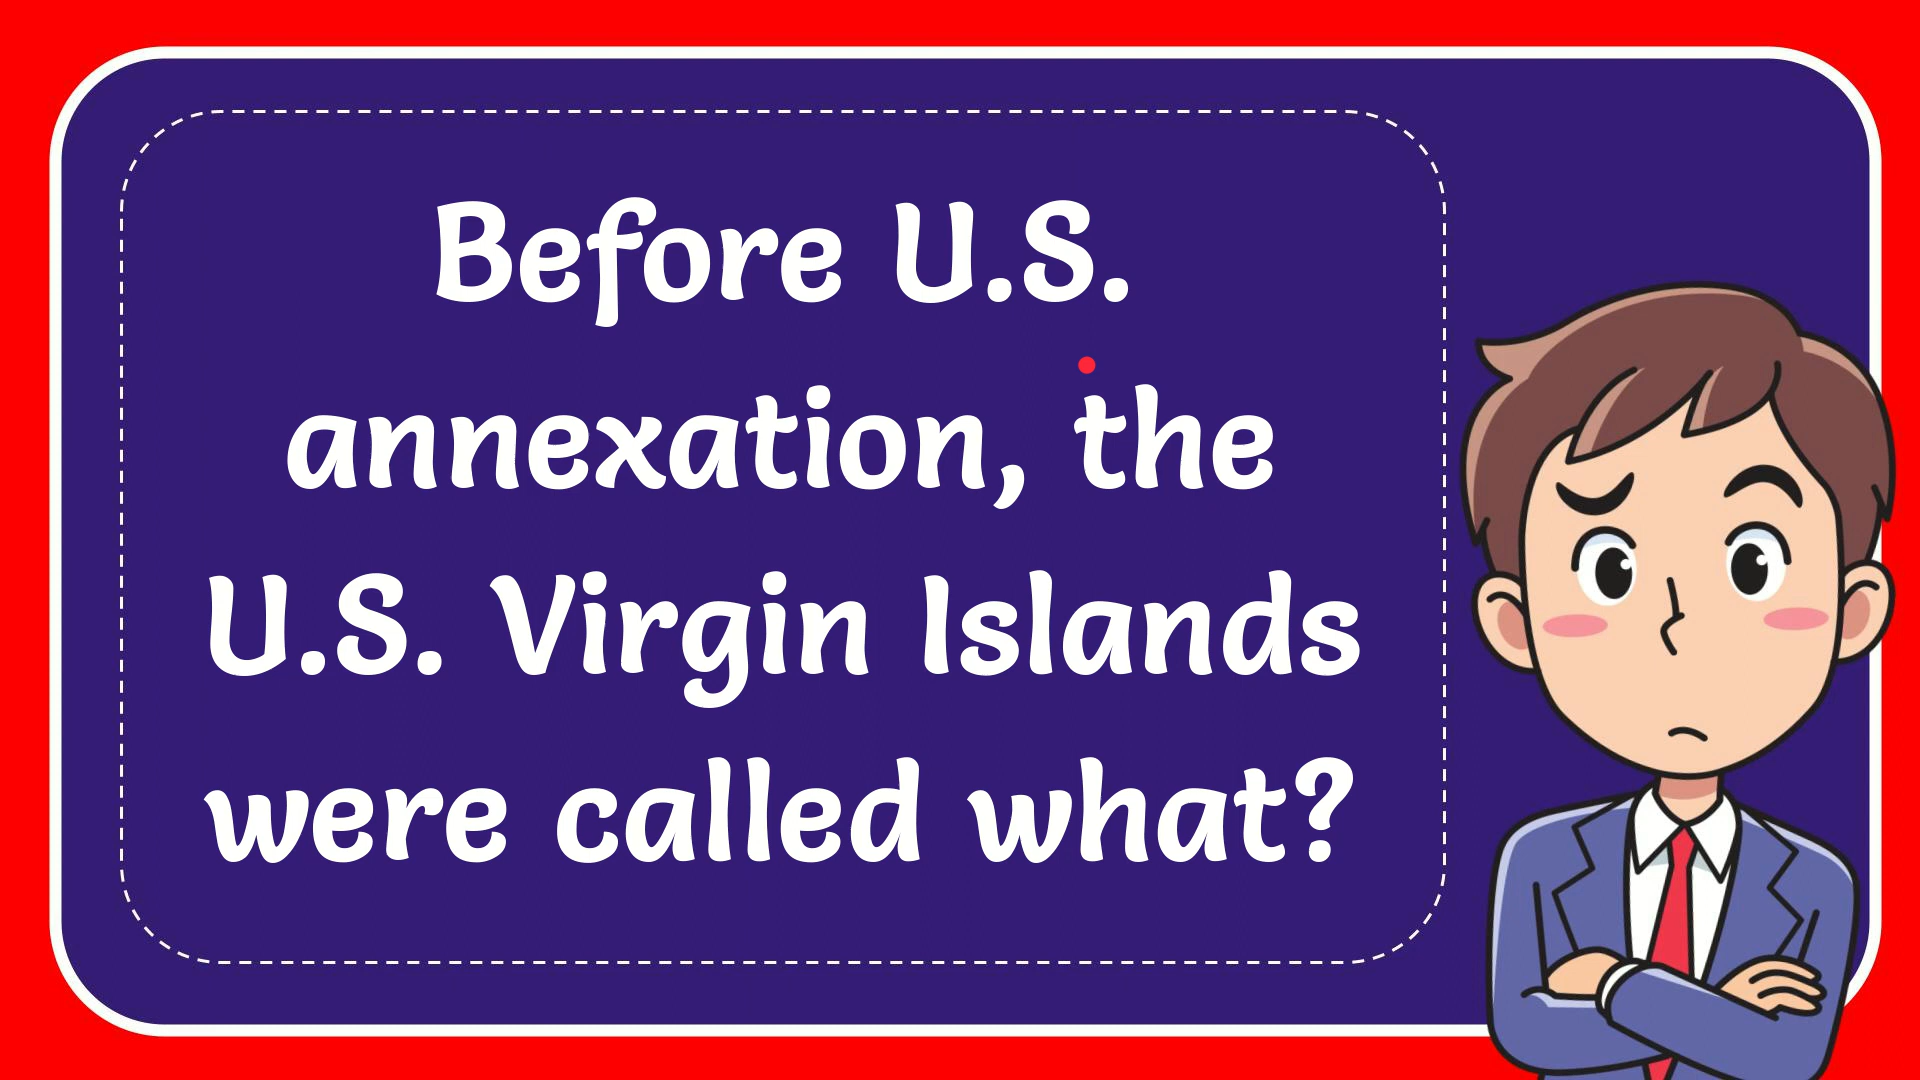 Before U.S.
annexation, the
U.S. Virgin Islands
were called what?